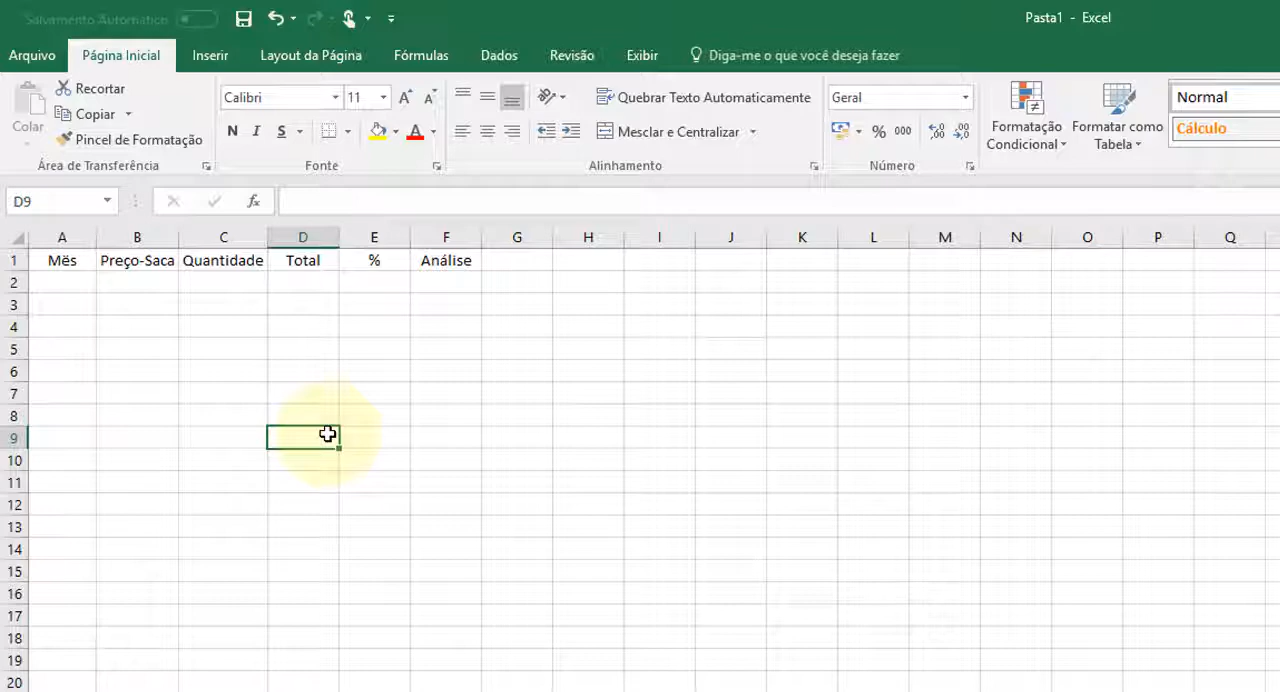 Salvamento Automático
Pasta1 - Excel
Arquivo Página Inicial Inserir Layout da Página Fórmulas Dados Revisão Exibir Diga-me o que você deseja fazer
Colar
Recortar
Copiar
Pincel de Formatação
Área de Transferência
Calibri 11
N I S
A
Fonte
Quebrar Texto Automaticamente
Mesclar e Centralizar
Alinhamento
Geral
% 000
Número
Formatação Condicional
Formatar como Tabela
Normal
Cálculo
D9
fx
A B C D E F G H I J K L M N O P Q
1 Mës Preço-Saca Quantidade Total % Análise
2
3
4
5
6
7
8
9
10
11
12
13
14
15
16
17
18
19
20